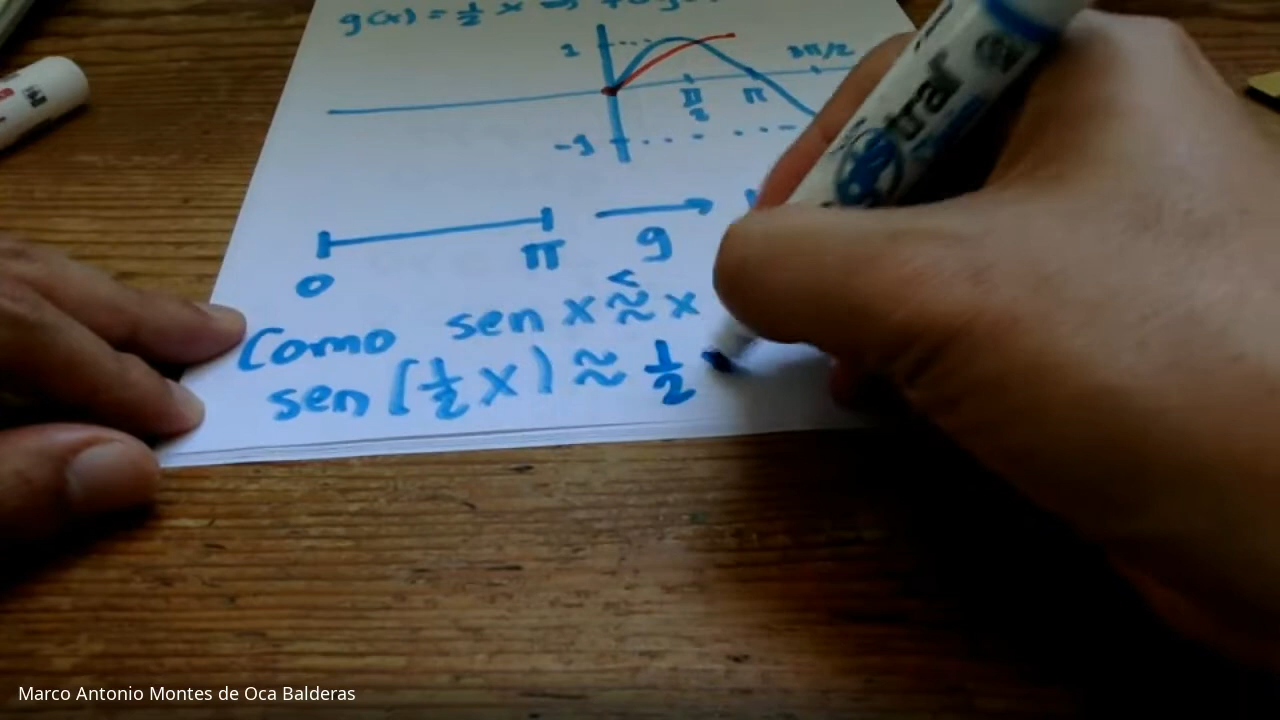 g(x) = 1/2 x
1
3π/2
π/2
π
-1
0
π
g
Como sen x ≈ x
sen (1/2 x) ≈ 1/2
tral
Marco Antonio Montes de Oca Balderas